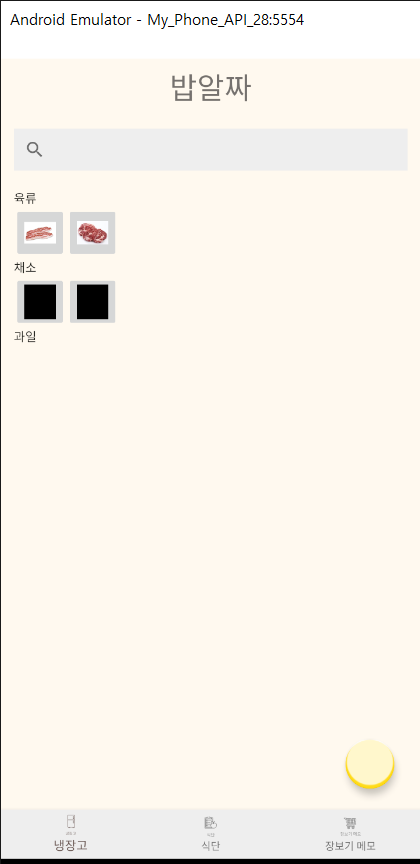 Android Emulator - My_Phone_API_28:5554
밥알짜
육류
채소
과일
냉장고
식단
장보기 메모